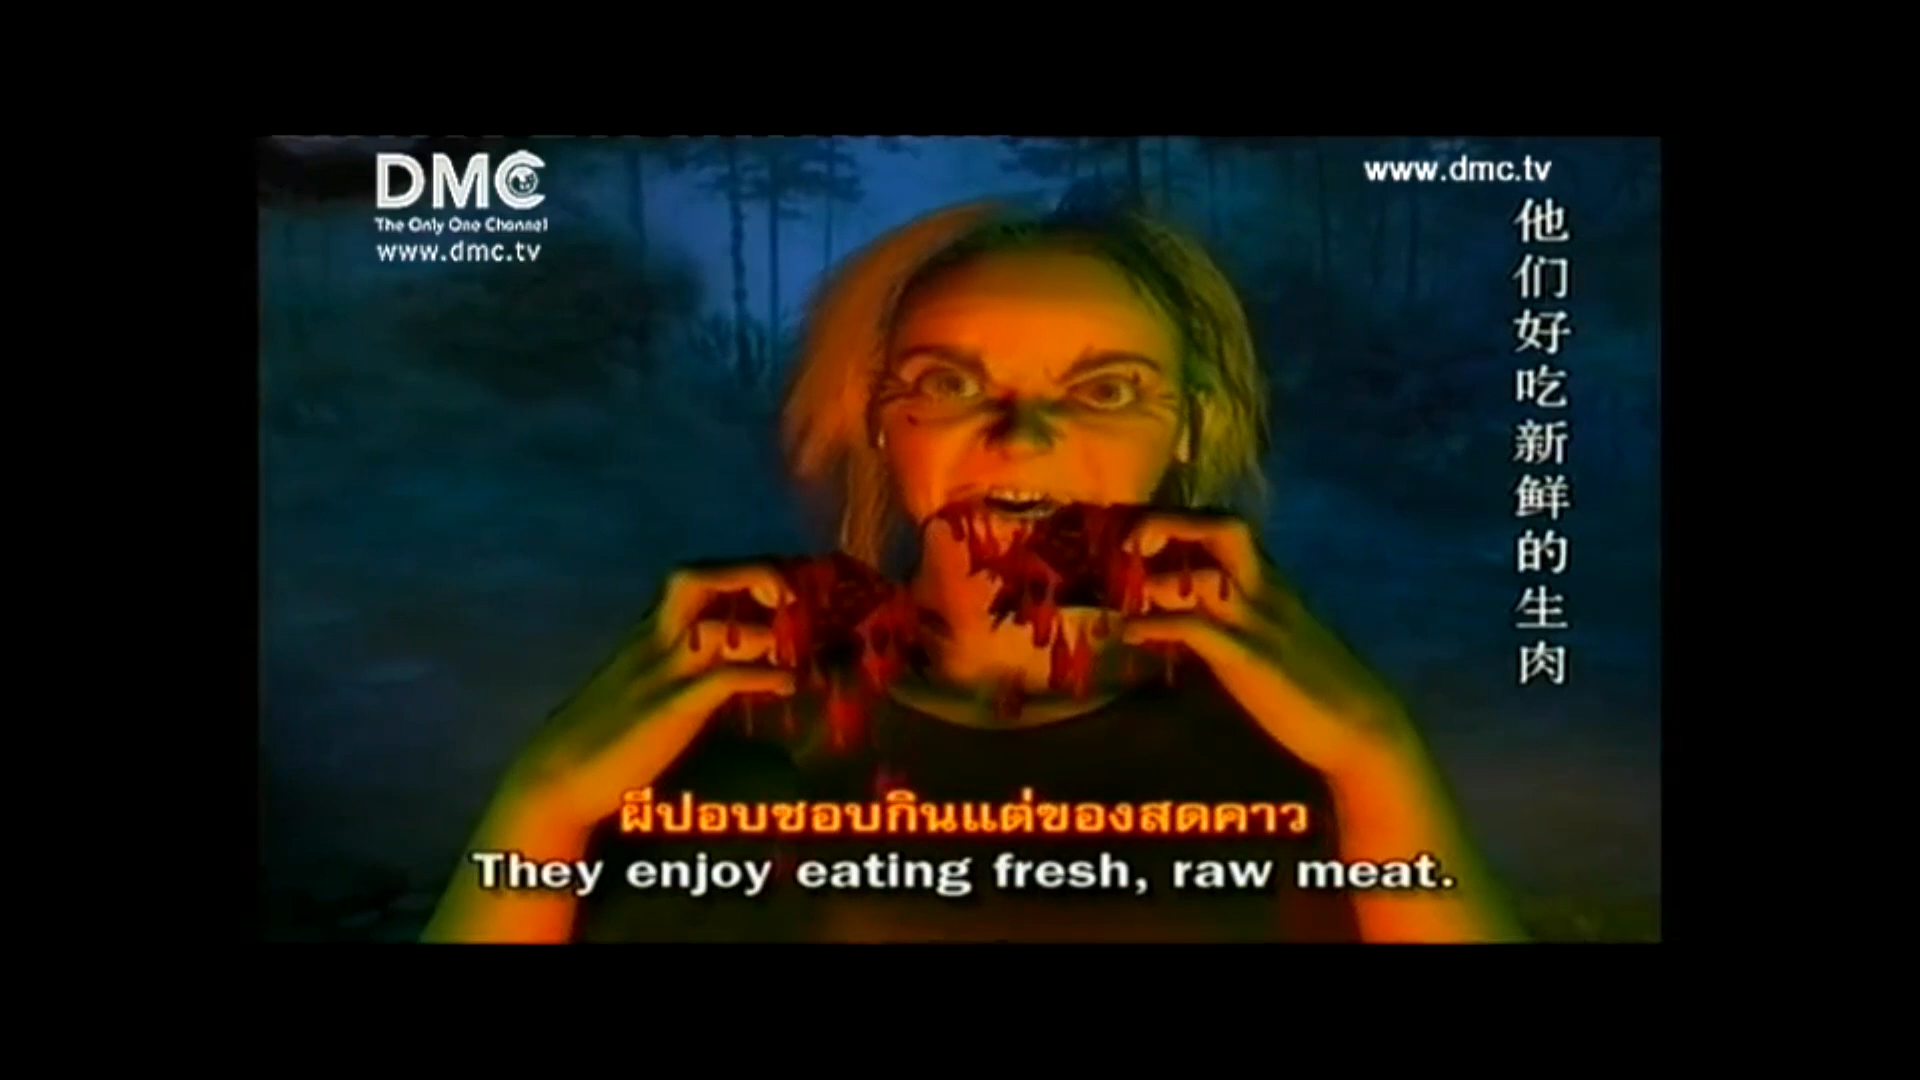 DMC
The Only One Channel
www.dmc.tv
www.dmc.tv
他们好吃新鲜的生肉
ผีปอบชอบกินแต่ของสดคาว
They enjoy eating fresh, raw meat.